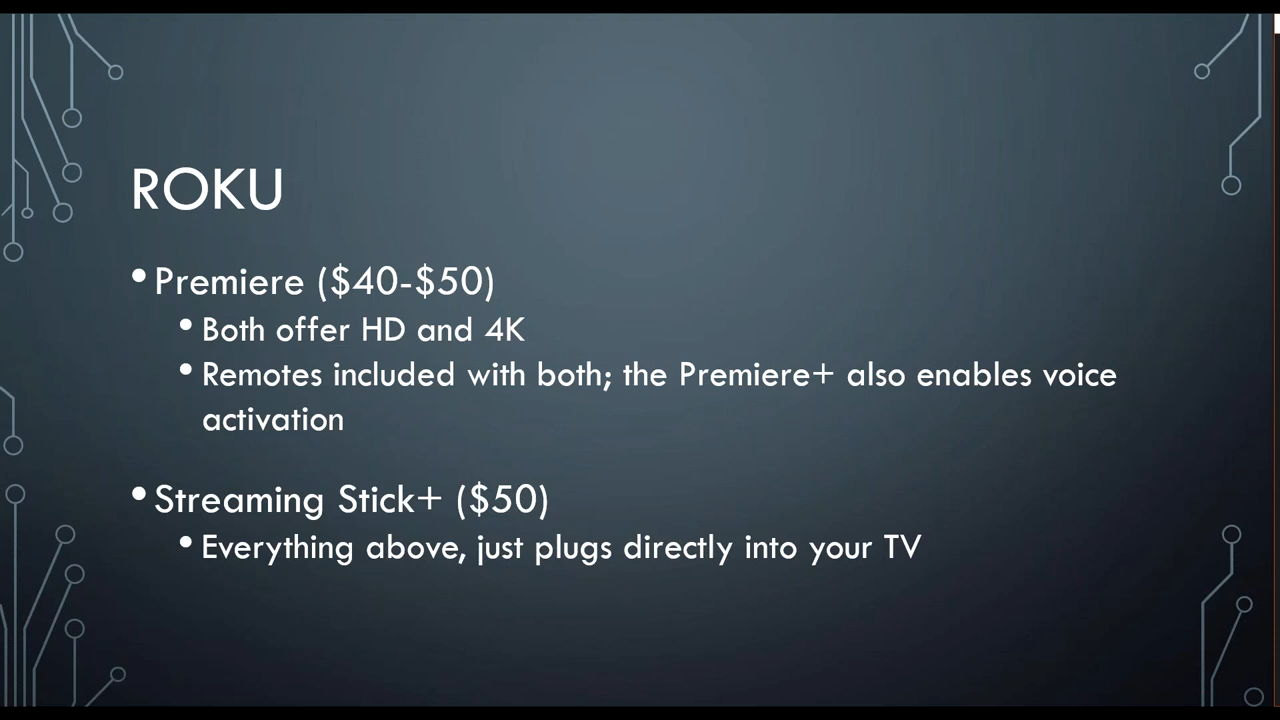 ROKU
• Premiere ($40-$50)
• Both offer HD and 4K
• Remotes included with both; the Premiere+ also enables voice
activation
• Streaming Stick+ ($50)
• Everything above, just plugs directly into your TV